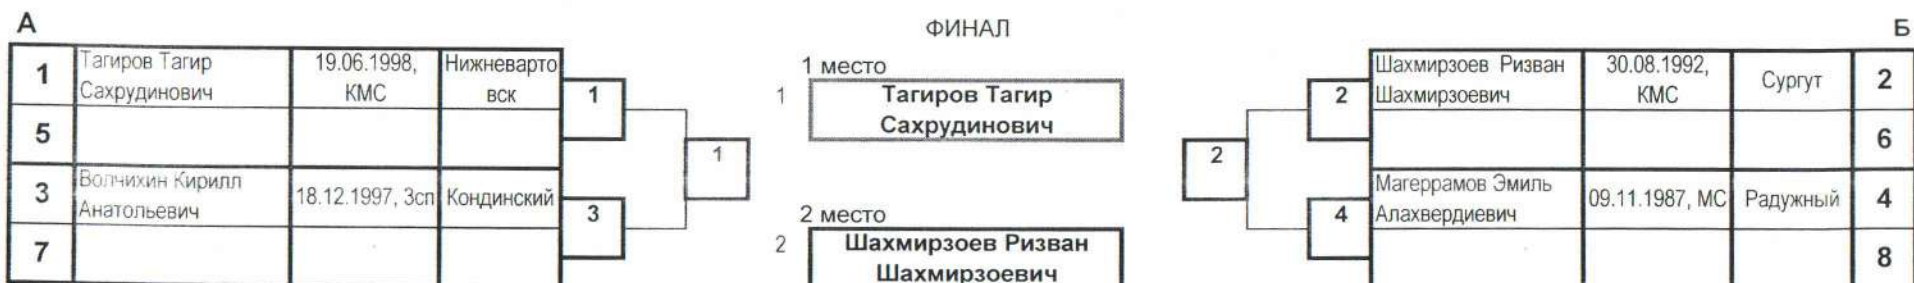 А
ФИНАЛ
Б
1
Тагиров Тагир
Сахрудинович
19.06.1998,
КМС
Нижневарто
вск
5
3
Волчихин Кирилл
Анатольевич
18.12.1997, 3сп
Кондинский
7
1
3
1
1 место
1
Тагиров Тагир
Сахрудинович
2 место
2
Шахмирзоев Ризван
Шахмирзоевич
2
2
4
Шахмирзоев Ризван
Шахмирзоевич
30.08.1992,
КМС
Сургут
2
6
Магеррамов Эмиль
Алахвердиевич
09.11.1987, МС
Радужный
4
8